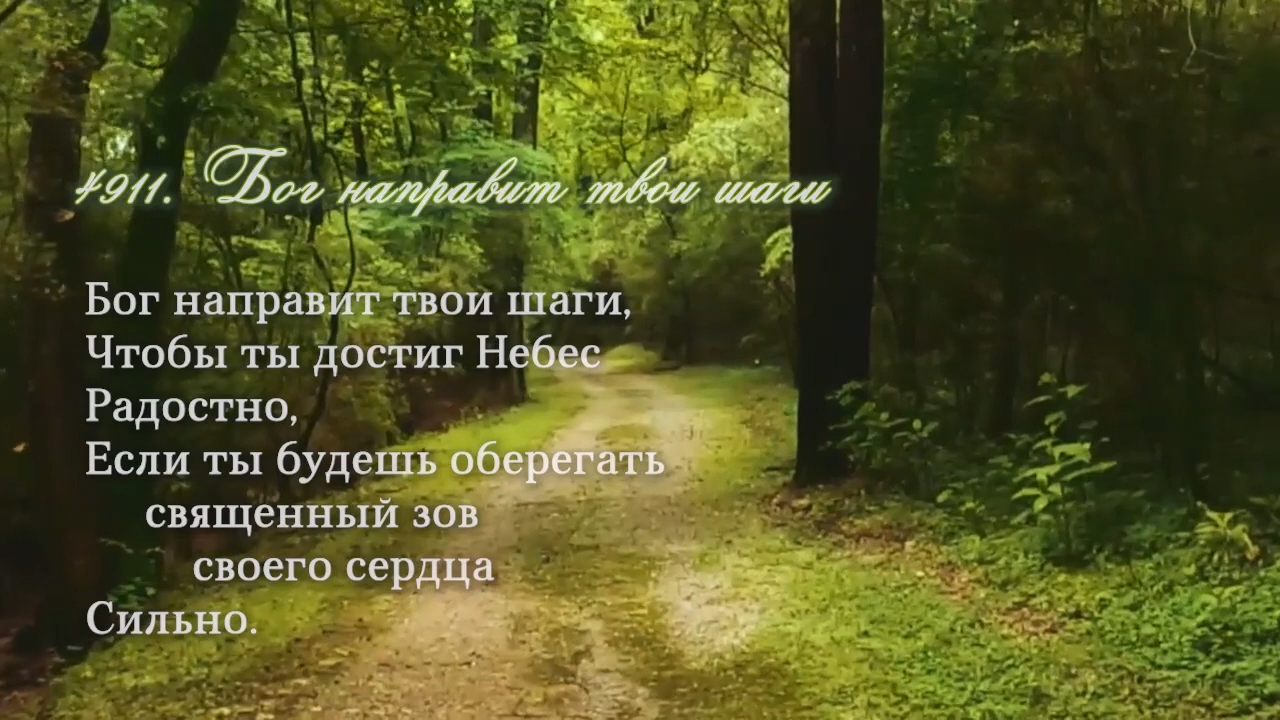 4911. Бог направит твои шаги
Бог направит твои шаги,
Чтобы ты достиг Небес
Радостно,
Если ты будешь оберегать
священный зов
своего сердца
Сильно.